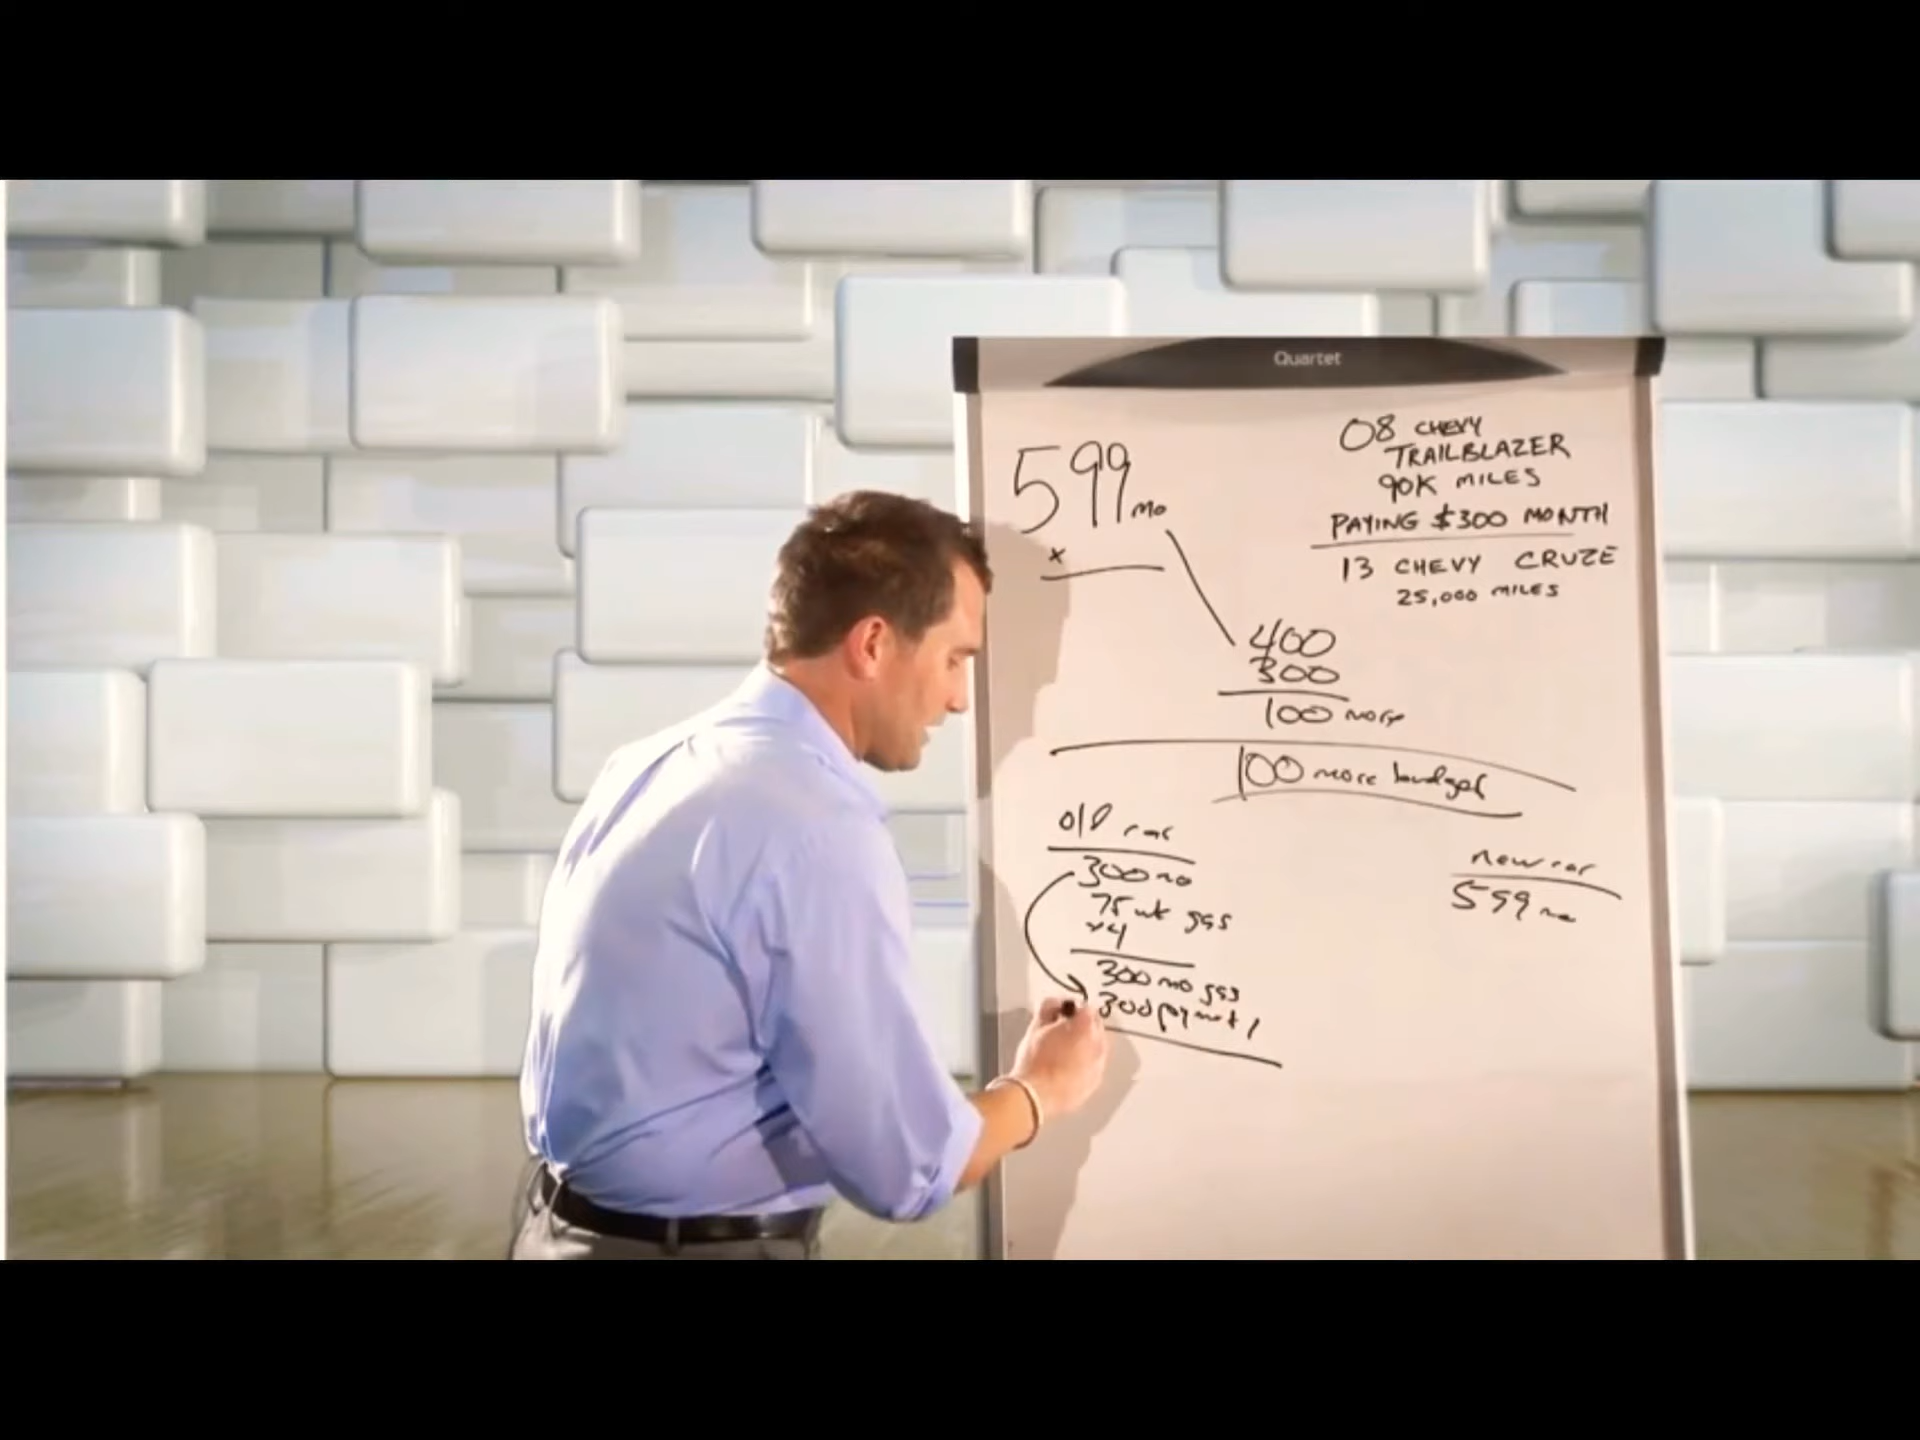 Quartet
599 mo
x
08 CHEVY
TRAILBLAZER
90K MILES
PAYING $300 MONTH
13 CHEVY CRUZE
25,000 MILES
400
300
100 more
100 more budget
old car
300 mo
75 wk gas
x4
300 mo gas
300 payment
new car
599 mo